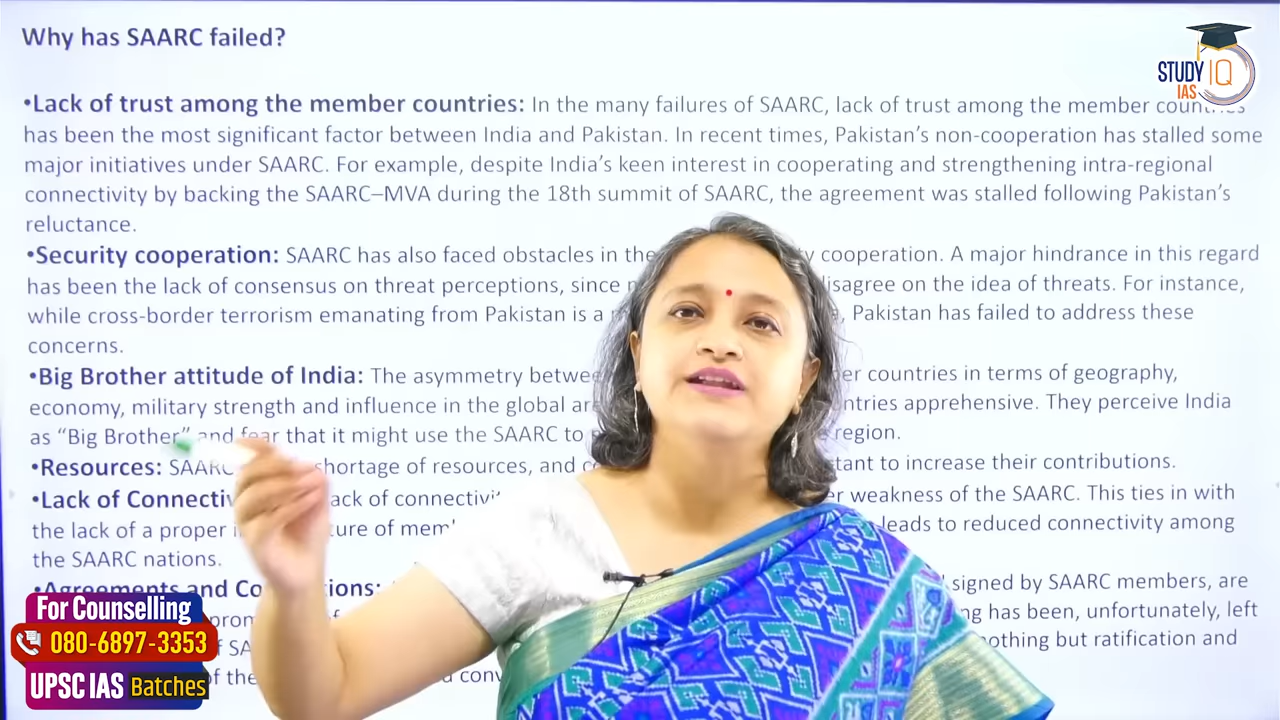 Why has SAARC failed?
STUDY IQ
IAS
•Lack of trust among the member countries: In the many failures of SAARC, lack of trust among the member
has been the most significant factor between India and Pakistan. In recent times, Pakistan's non-cooperation has stalled some
major initiatives under SAARC. For example, despite India's keen interest in cooperating and strengthening intra-regional
connectivity by backing the SAARC–MVA during the 18th summit of SAARC, the agreement was stalled following Pakistan's
reluctance.
•Security cooperation: SAARC has also faced obstacles in the cooperation. A major hindrance in this regard
has been the lack of consensus on threat perceptions, since disagree on the idea of threats. For instance,
while cross-border terrorism emanating from Pakistan is a Pakistan has failed to address these
concerns.
•Big Brother attitude of India: The asymmetry countries in terms of geography,
economy, military strength and influence in the global apprehensive. They perceive India
as “Big Brother” and fear that it might use the SAARC to region.
•Resources: SAARC shortage of resources, and to increase their contributions.
•Lack of lack of weakness of the SAARC. This ties in with
the lack of a proper of leads to reduced connectivity among
the SAARC nations.
•Agreements and signed by SAARC members, are
has been, unfortunately, left
nothing but ratification and
of the
For Counselling
080-6897-3353
UPSC IAS Batches